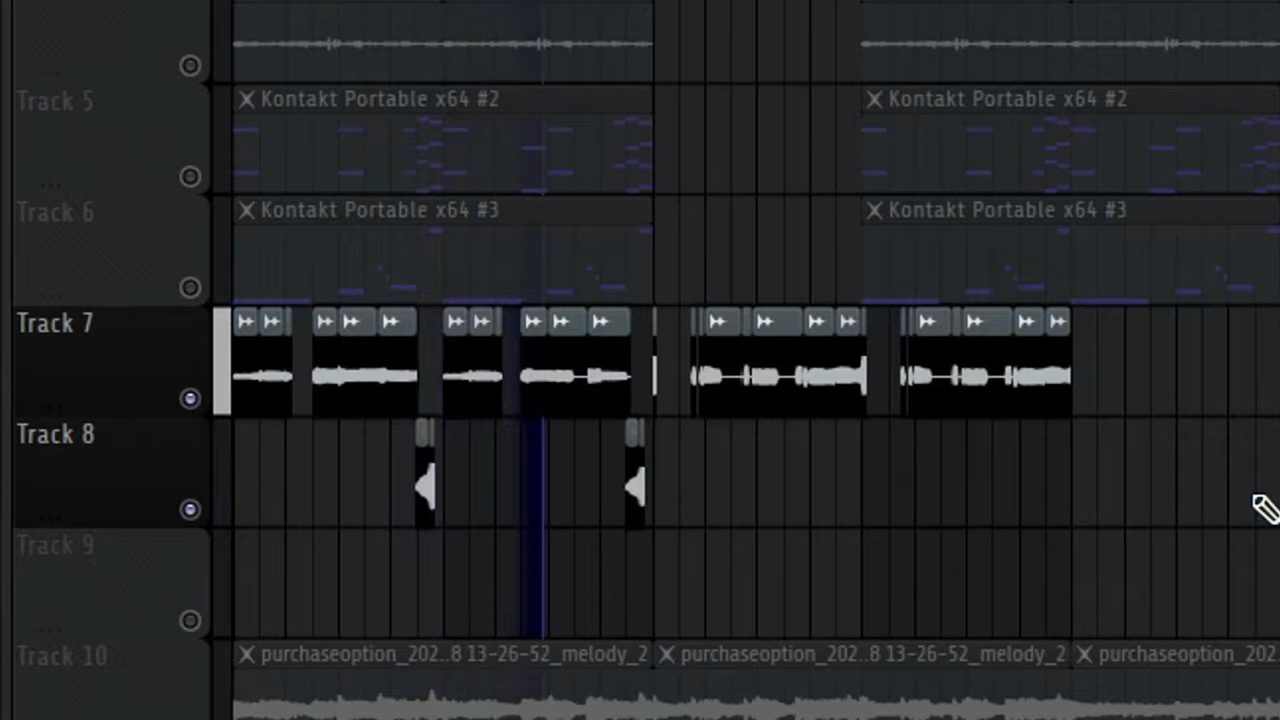 Track 5
Kontakt Portable x64 #2
Kontakt Portable x64 #2
Track 6
Kontakt Portable x64 #3
Kontakt Portable x64 #3
Track 7
Track 8
Track 9
Track 10
purchaseoption_202..8 13-26-52_melody_2
purchaseoption_202..8 13-26-52_melody_2
purchaseoption_202